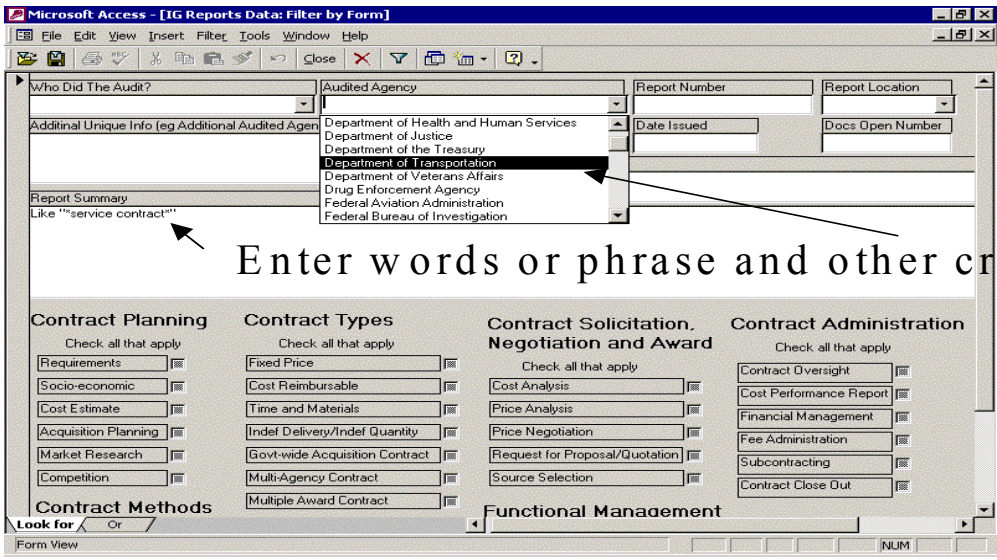 Microsoft Access - [IG Reports Data: Filter by Form]
File Edit View Insert Filter Tools Window Help
Close
Who Did The Audit? Audited Agency Report Number Report Location
Additinal Unique Info (eg Additional Audited Agen Date Issued Docs Open Number
Department of Health and Human Services
Department of Justice
Department of the Treasury
Department of Transportation
Department of Veterans Affairs
Drug Enforcement Agency
Federal Aviation Administration
Federal Bureau of Investigation
Report Summary
Like "*service contract*"
Enter words or phrase and other cr
Contract Planning
Check all that apply
Requirements
Socio-economic
Cost Estimate
Acquisition Planning
Market Research
Competition
Contract Methods
Contract Types
Check all that apply
Fixed Price
Cost Reimbursable
Time and Materials
Indef Delivery/Indef Quantity
Govt-wide Acquisition Contract
Multi-Agency Contract
Multiple Award Contract
Contract Solicitation,
Negotiation and Award
Check all that apply
Cost Analysis
Price Analysis
Price Negotiation
Request for Proposal/Quotation
Source Selection
Functional Management
Contract Administration
Check all that apply
Contract Oversight
Cost Performance Report
Financial Management
Fee Administration
Subcontracting
Contract Close Out
Look for Or
Form View NUM